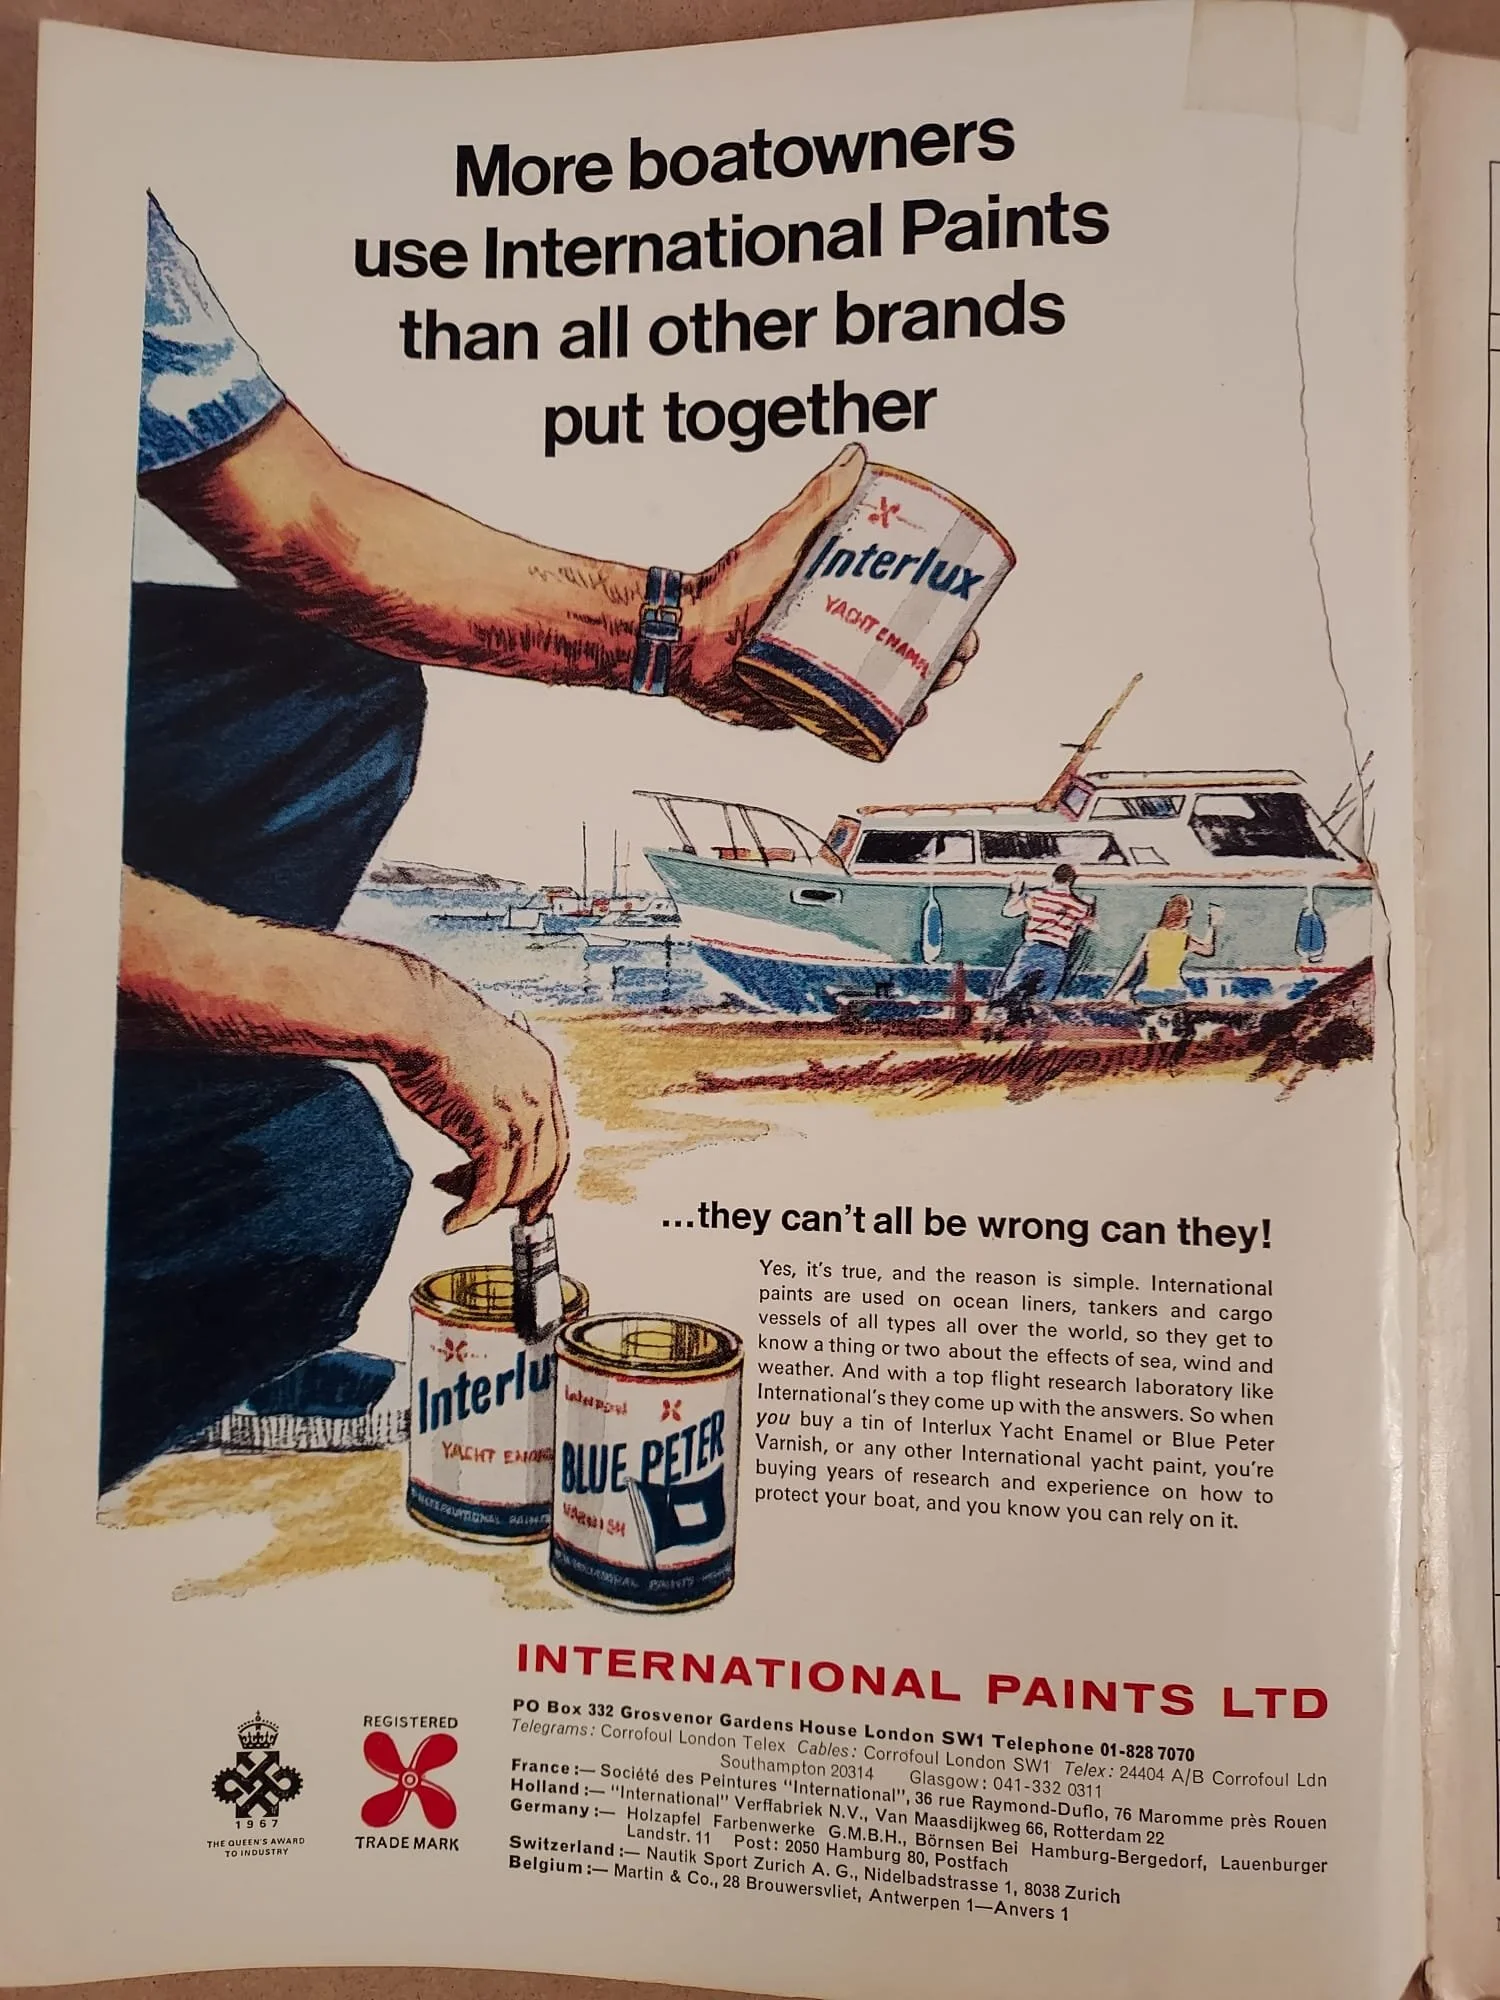 More boatowners
use International Paints
than all other brands
put together
Interlux
YACHT ENAMEL
...they can't all be wrong can they!
Yes, it's true, and the reason is simple. International
paints are used on ocean liners, tankers and cargo
vessels of all types all over the world, so they get to
know a thing or two about the effects of sea, wind and
weather. And with a top flight research laboratory like
International's they come up with the answers. So when
you buy a tin of Interlux Yacht Enamel or Blue Peter
Varnish, or any other International yacht paint, you're
buying years of research and experience on how to
protect your boat, and you know you can rely on it.
Interlu
YACHT ENAM
INTERNATIONAL PAINTS
International
BLUE PETER
VARNISH
INTERNATIONAL PAINTS
INTERNATIONAL PAINTS LTD
PO Box 332 Grosvenor Gardens House London SW1 Telephone 01-828 7070
Telegrams: Corrofoul London Telex Cables: Corrofoul London SW1 Telex: 24404 A/B Corrofoul Ldn
Southampton 20314 Glasgow: 041-332 0311
France:— Société des Peintures "International", 36 rue Raymond-Duflo, 76 Maromme près Rouen
Holland:— "International" Verffabriek N.V., Van Maasdijkweg 66, Rotterdam 22
Germany:— Holzapfel Farbenwerke G.M.B.H., Börnsen Bei Hamburg-Bergedorf, Lauenburger
Landstr. 11 Post: 2050 Hamburg 80, Postfach
Switzerland:— Nautik Sport Zurich A. G., Nidelbadstrasse 1, 8038 Zurich
Belgium:— Martin & Co., 28 Brouwersvliet, Antwerpen 1—Anvers 1
1967
THE QUEEN'S AWARD
TO INDUSTRY
REGISTERED
TRADE MARK